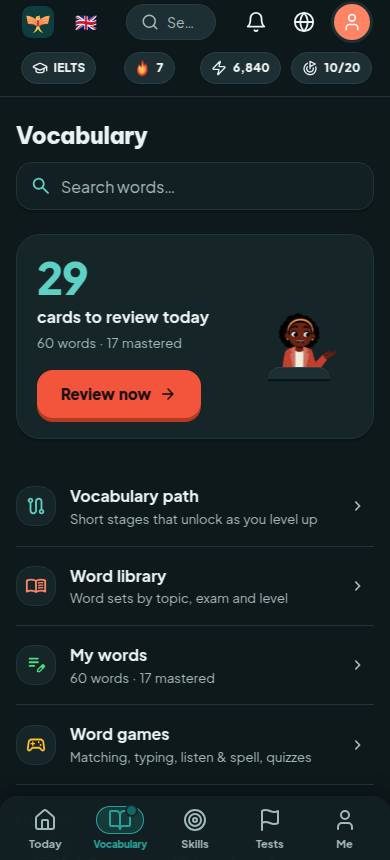 Se...
IELTS
7
6,840
10/20
Vocabulary
Search words...
29
cards to review today
60 words · 17 mastered
Review now
Vocabulary path
Short stages that unlock as you level up
Word library
Word sets by topic, exam and level
My words
60 words · 17 mastered
Word games
Matching, typing, listen & spell, quizzes
Today
Vocabulary
Skills
Tests
Me